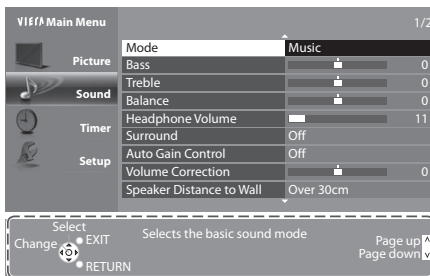 VIErA Main Menu 1/2
Picture
Sound
Timer
Setup
Mode Music
Bass 0
Treble 0
Balance 0
Headphone Volume 11
Surround Off
Auto Gain Control Off
Volume Correction 0
Speaker Distance to Wall Over 30cm
Select
Change EXIT
RETURN
Selects the basic sound mode
Page up
Page down